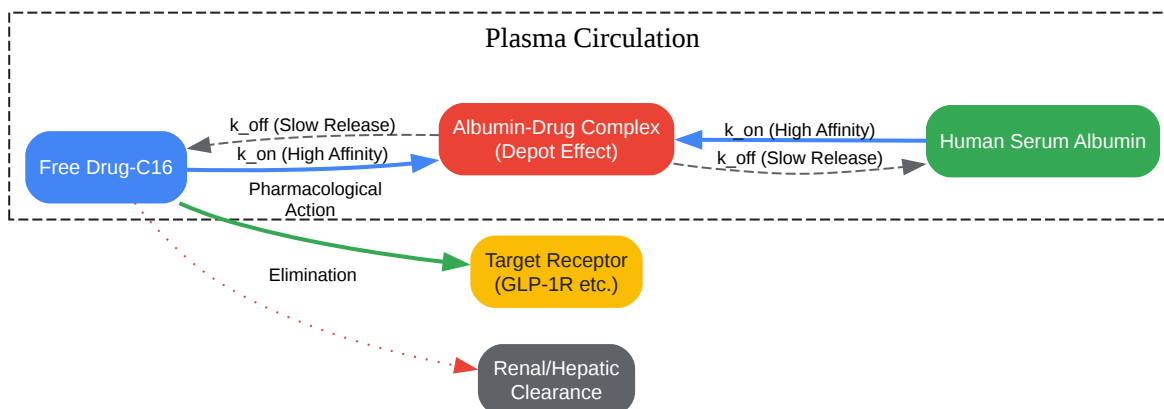 Plasma Circulation
k_off (Slow Release)
Albumin-Drug Complex
(Depot Effect)
k_on (High Affinity)
Human Serum Albumin
Free Drug-C16
k_on (High Affinity)
k_off (Slow Release)
Pharmacological
Action
Target Receptor
(GLP-1R etc.)
Elimination
Renal/Hepatic
Clearance